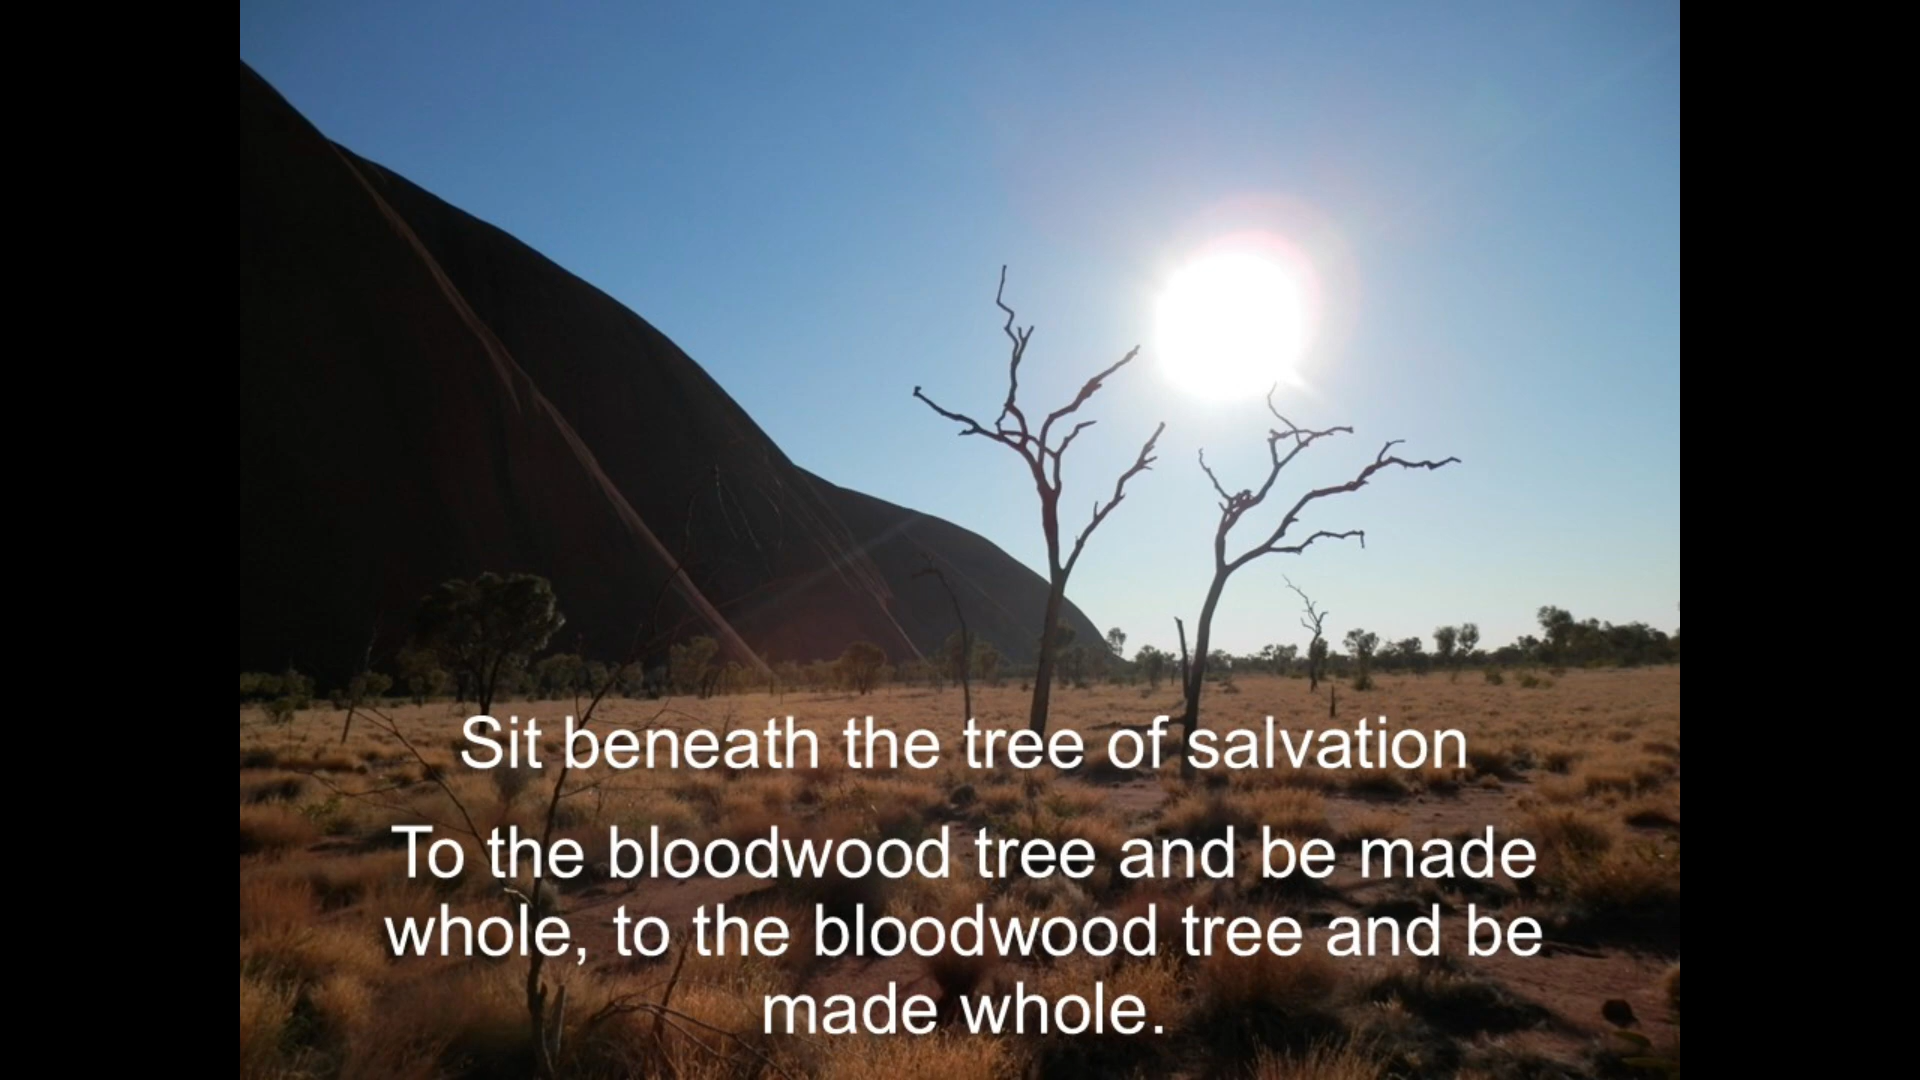 Sit beneath the tree of salvation
To the bloodwood tree and be made
whole, to the bloodwood tree and be
made whole.